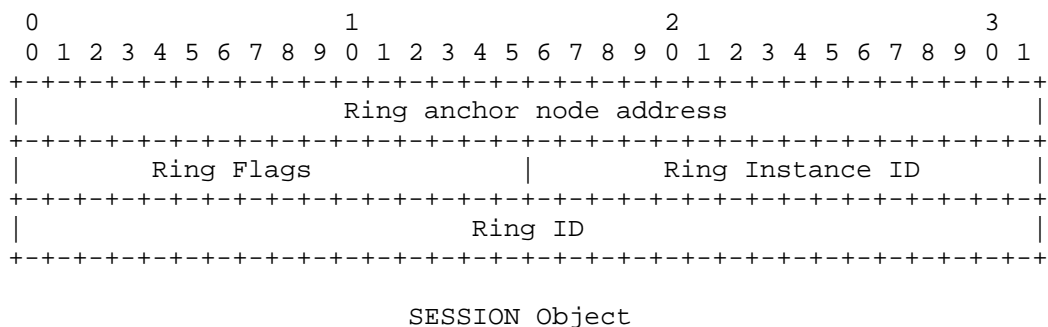 0                   1                   2                   3
 0 1 2 3 4 5 6 7 8 9 0 1 2 3 4 5 6 7 8 9 0 1 2 3 4 5 6 7 8 9 0 1
+-+-+-+-+-+-+-+-+-+-+-+-+-+-+-+-+-+-+-+-+-+-+-+-+-+-+-+-+-+-+-+-+
|                    Ring anchor node address                   |
+-+-+-+-+-+-+-+-+-+-+-+-+-+-+-+-+-+-+-+-+-+-+-+-+-+-+-+-+-+-+-+-+
|        Ring Flags             |        Ring Instance ID       |
+-+-+-+-+-+-+-+-+-+-+-+-+-+-+-+-+-+-+-+-+-+-+-+-+-+-+-+-+-+-+-+-+
|                            Ring ID                            |
+-+-+-+-+-+-+-+-+-+-+-+-+-+-+-+-+-+-+-+-+-+-+-+-+-+-+-+-+-+-+-+-+
                         SESSION Object